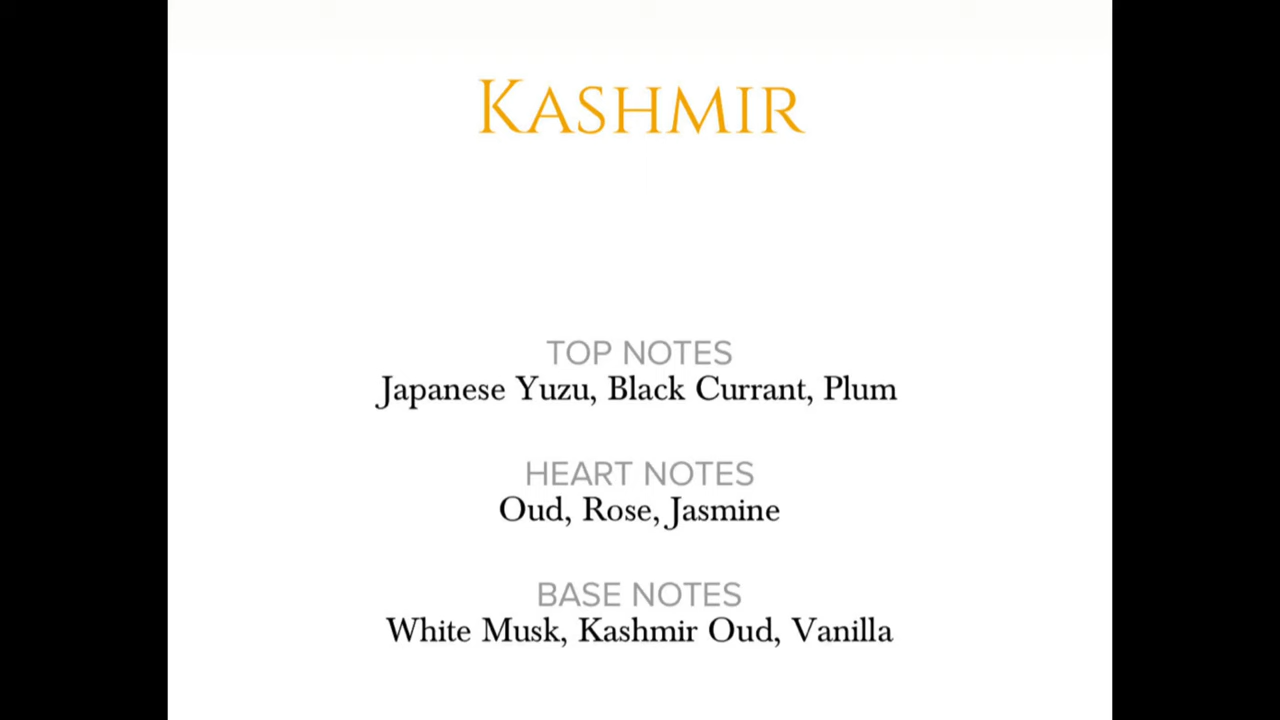 Kashmir
TOP NOTES
Japanese Yuzu, Black Currant, Plum
HEART NOTES
Oud, Rose, Jasmine
BASE NOTES
White Musk, Kashmir Oud, Vanilla